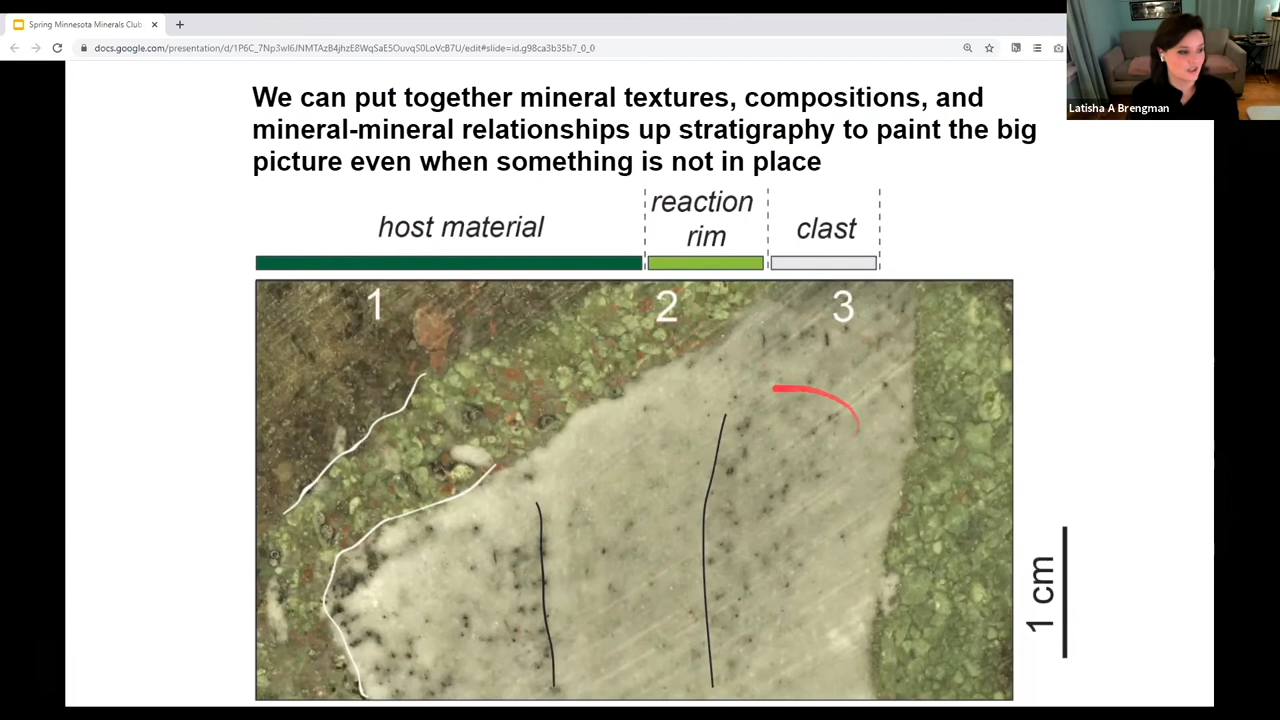 Spring Minnesota Minerals Club
docs.google.com/presentation/d/1P6C_7Np3wI6JNMTAzB4jhzE8WqSaE5OuvqS0LoVcB7U/edit#slide=id.g98ca3b35b7_0_0
Latisha A Brengman
We can put together mineral textures, compositions, and
mineral-mineral relationships up stratigraphy to paint the big
picture even when something is not in place
host material
reaction
rim
clast
1
2
3
1 cm